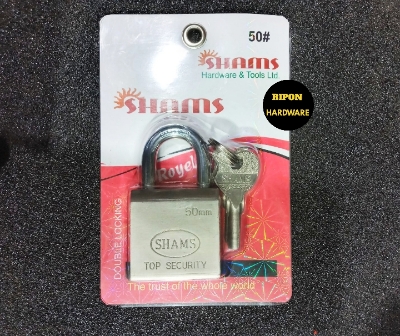 50#
SHAMS
Hardware & Tools Ltd
RIPON
HARDWARE
SHAMS
Royel
50mm
SHAMS
TOP SECURITY
DOUBLE LOCKING
The trust of the whole world